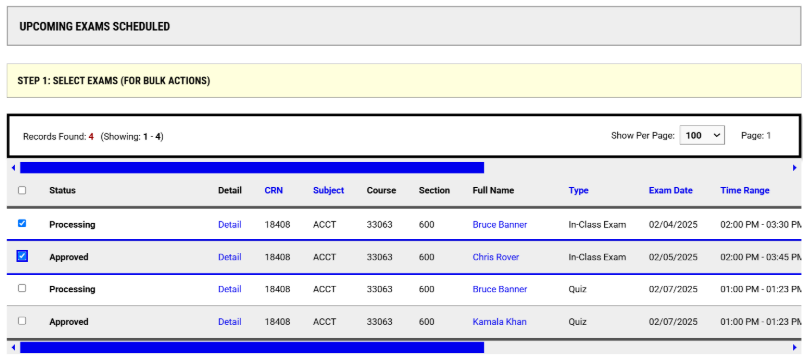 UPCOMING EXAMS SCHEDULED
STEP 1: SELECT EXAMS (FOR BULK ACTIONS)
Records Found: 4 (Showing: 1 - 4) Show Per Page: 100 Page: 1
Status Detail CRN Subject Course Section Full Name Type Exam Date Time Range
Processing Detail 18408 ACCT 33063 600 Bruce Banner In-Class Exam 02/04/2025 02:00 PM - 03:30 PM
Approved Detail 18408 ACCT 33063 600 Chris Rover In-Class Exam 02/05/2025 02:00 PM - 03:45 PM
Processing Detail 18408 ACCT 33063 600 Bruce Banner Quiz 02/07/2025 01:00 PM - 01:23 PM
Approved Detail 18408 ACCT 33063 600 Kamala Khan Quiz 02/07/2025 01:00 PM - 01:23 PM